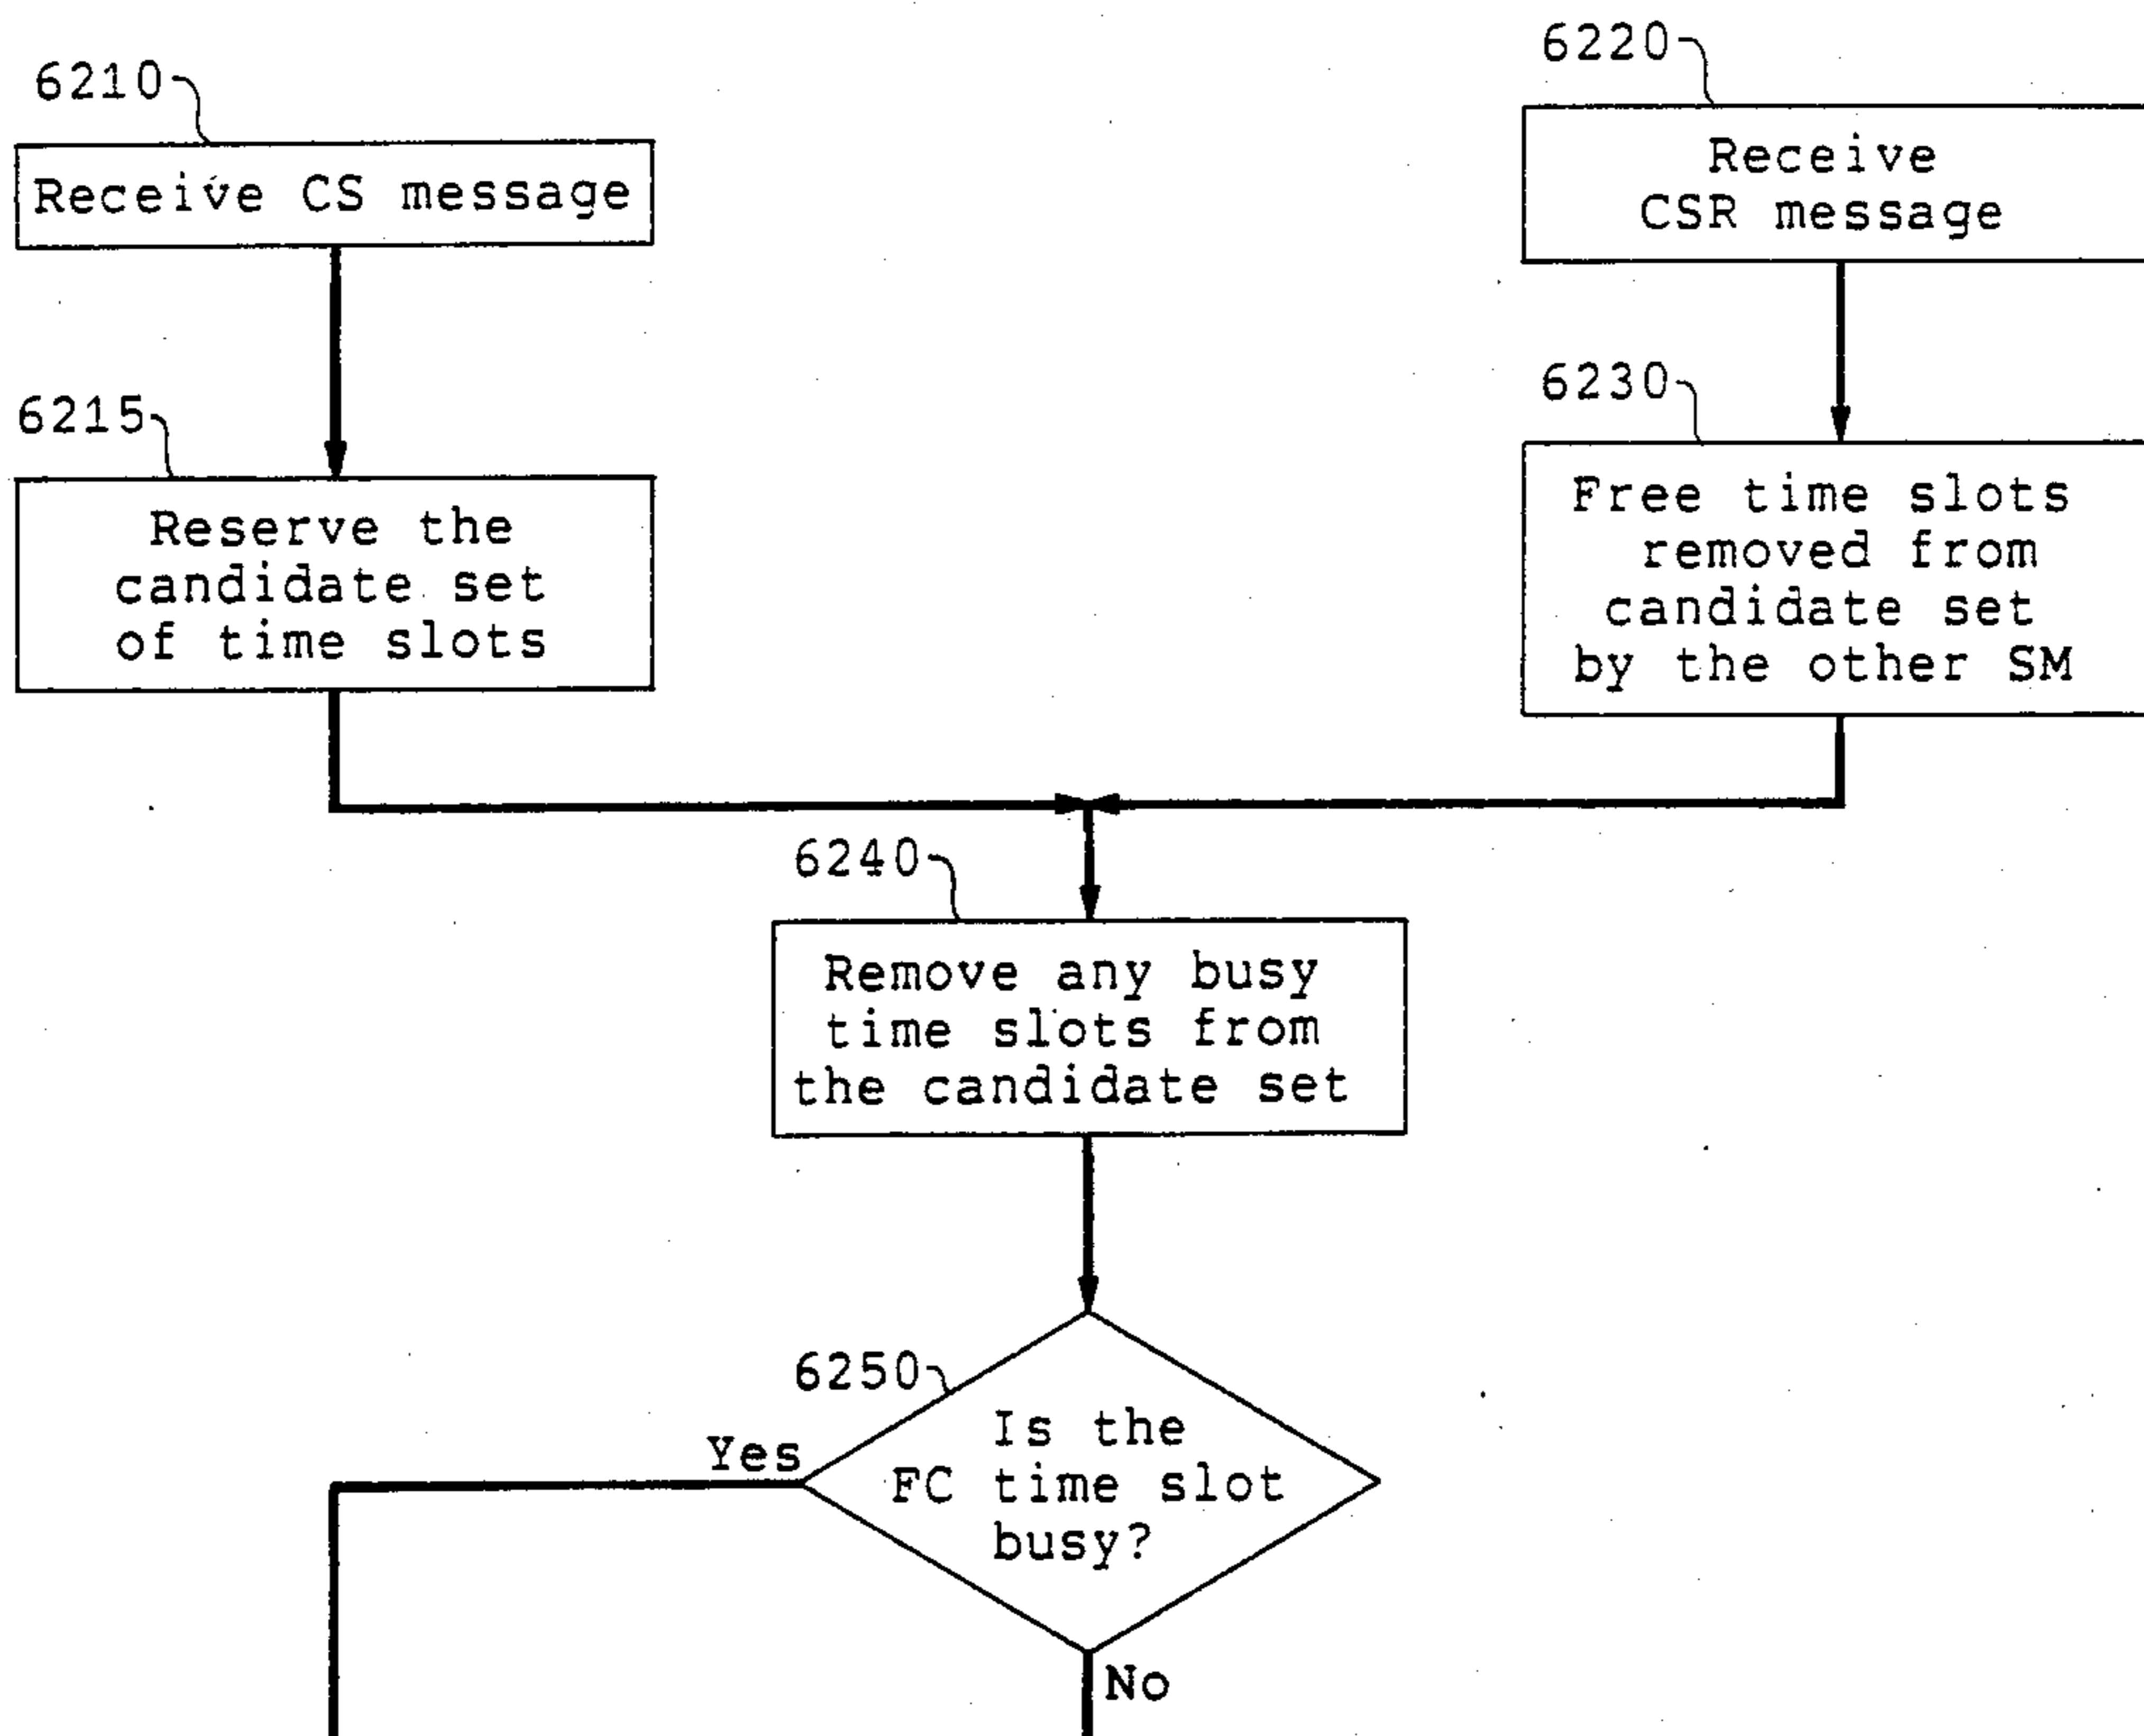 6210
Receive CS message
6220
Receive
CSR message
6215
Reserve the
candidate set
of time slots
6230
Free time slots
removed from
candidate set
by the other SM
6240
Remove any busy
time slots from
the candidate set
6250
Is the
FC time slot
busy?
Yes
No